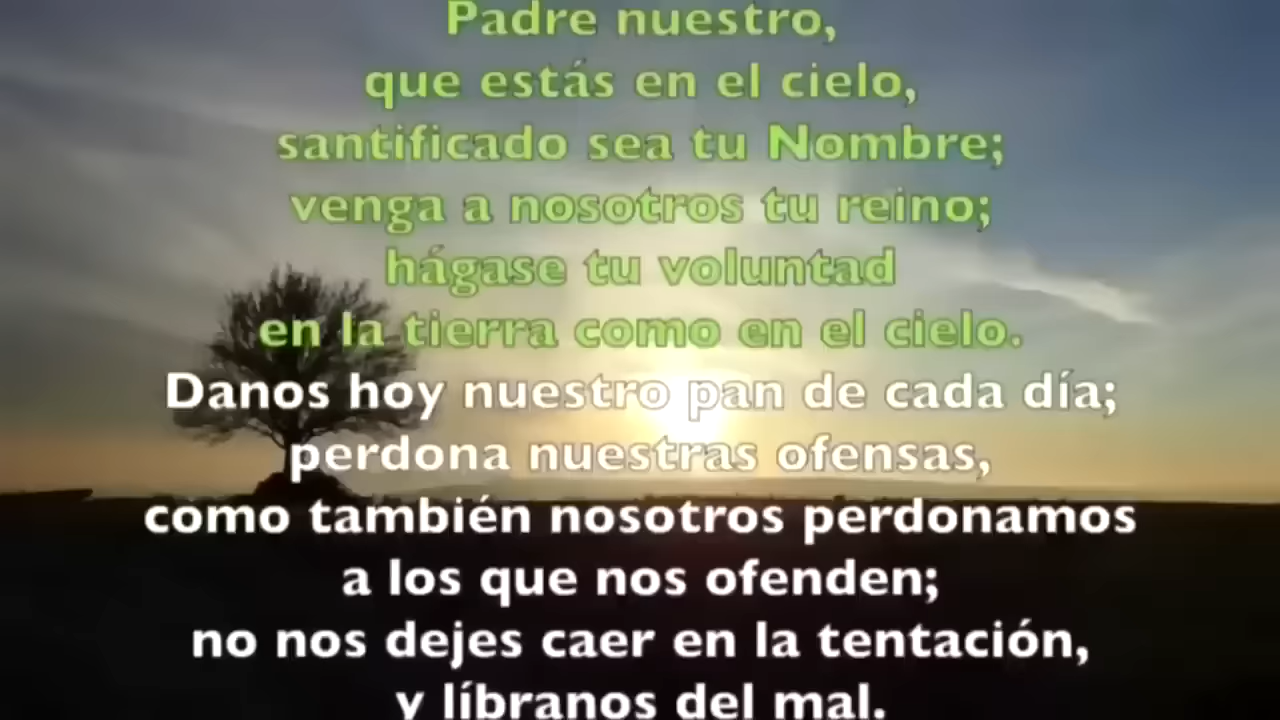 Padre nuestro,
que estás en el cielo,
santificado sea tu Nombre;
venga a nosotros tu reino;
hágase tu voluntad
en la tierra como en el cielo.
Danos hoy nuestro pan de cada día;
perdona nuestras ofensas,
como también nosotros perdonamos
a los que nos ofenden;
no nos dejes caer en la tentación,
y líbranos del mal.